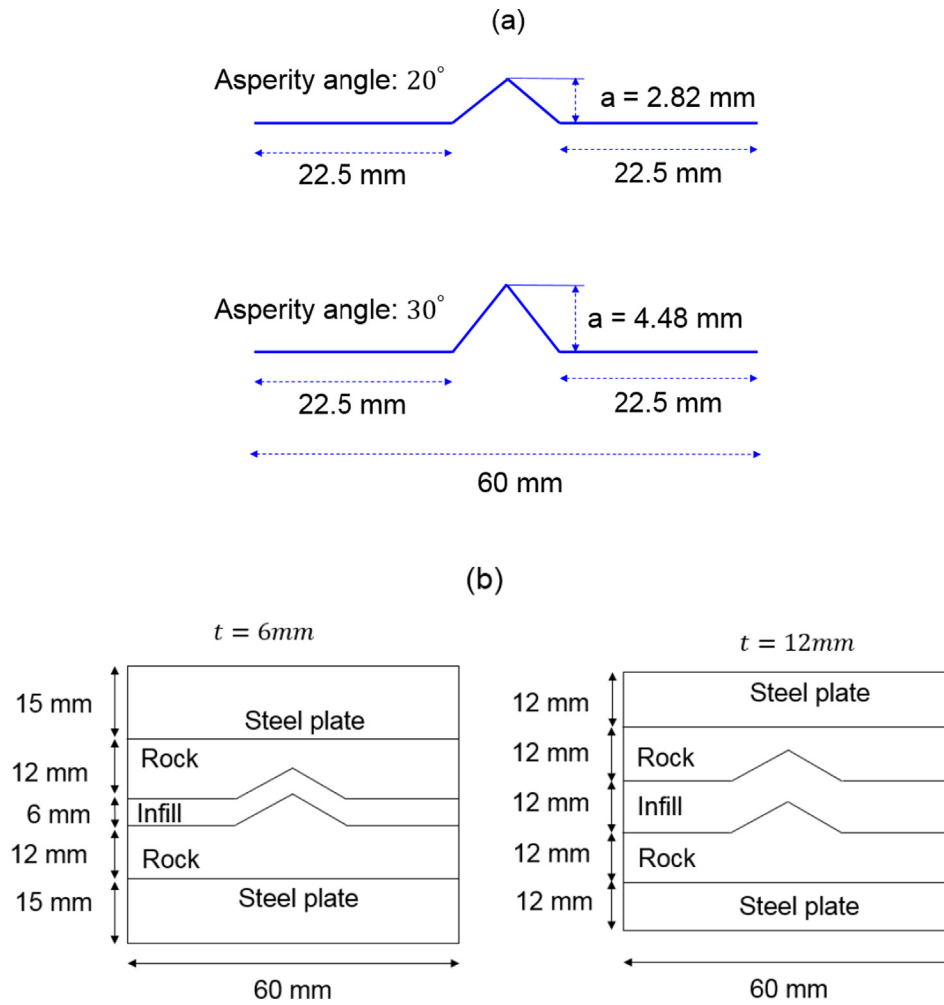 (a)
Asperity angle: 20°
a = 2.82 mm
22.5 mm
22.5 mm
Asperity angle: 30°
a = 4.48 mm
22.5 mm
22.5 mm
60 mm
(b)
t = 6mm
15 mm
Steel plate
12 mm
Rock
6 mm
Infill
12 mm
Rock
15 mm
Steel plate
60 mm
t = 12mm
12 mm
Steel plate
12 mm
Rock
12 mm
Infill
12 mm
Rock
12 mm
Steel plate
60 mm